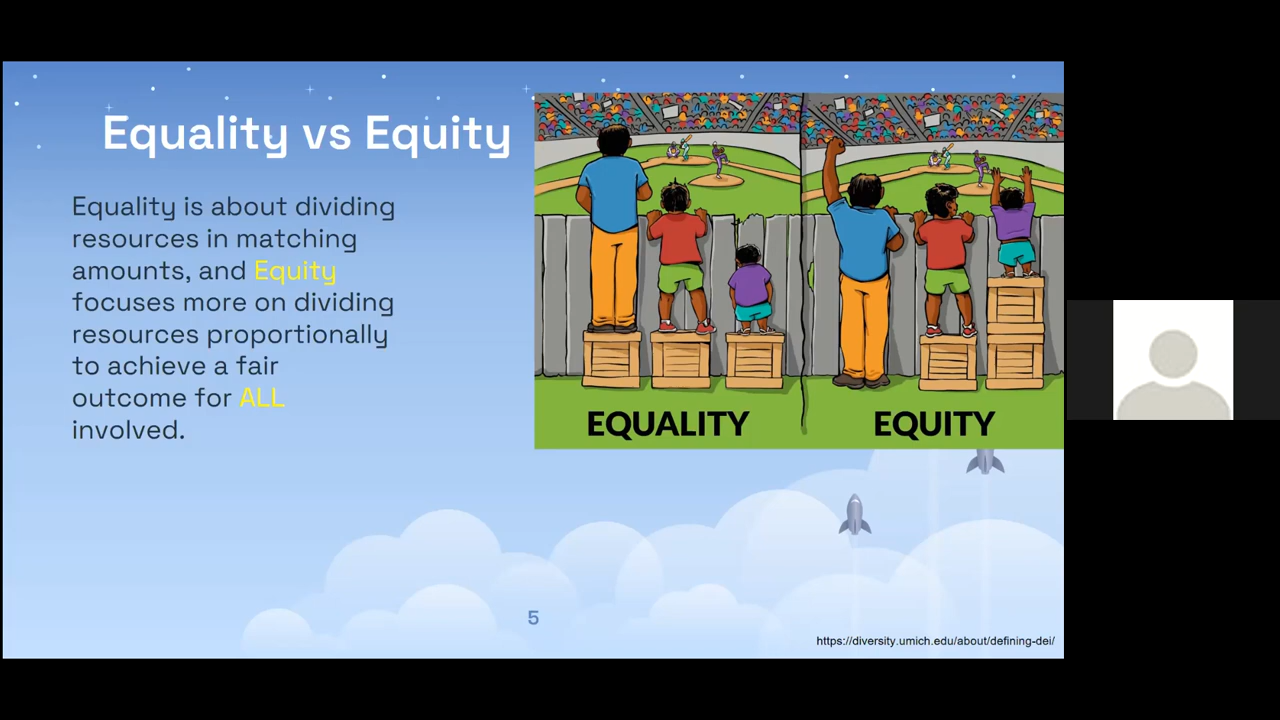 Equality vs Equity
Equality is about dividing
resources in matching
amounts, and Equity
focuses more on dividing
resources proportionally
to achieve a fair
outcome for ALL
involved.
EQUALITY
EQUITY
5
https://diversity.umich.edu/about/defining-dei/